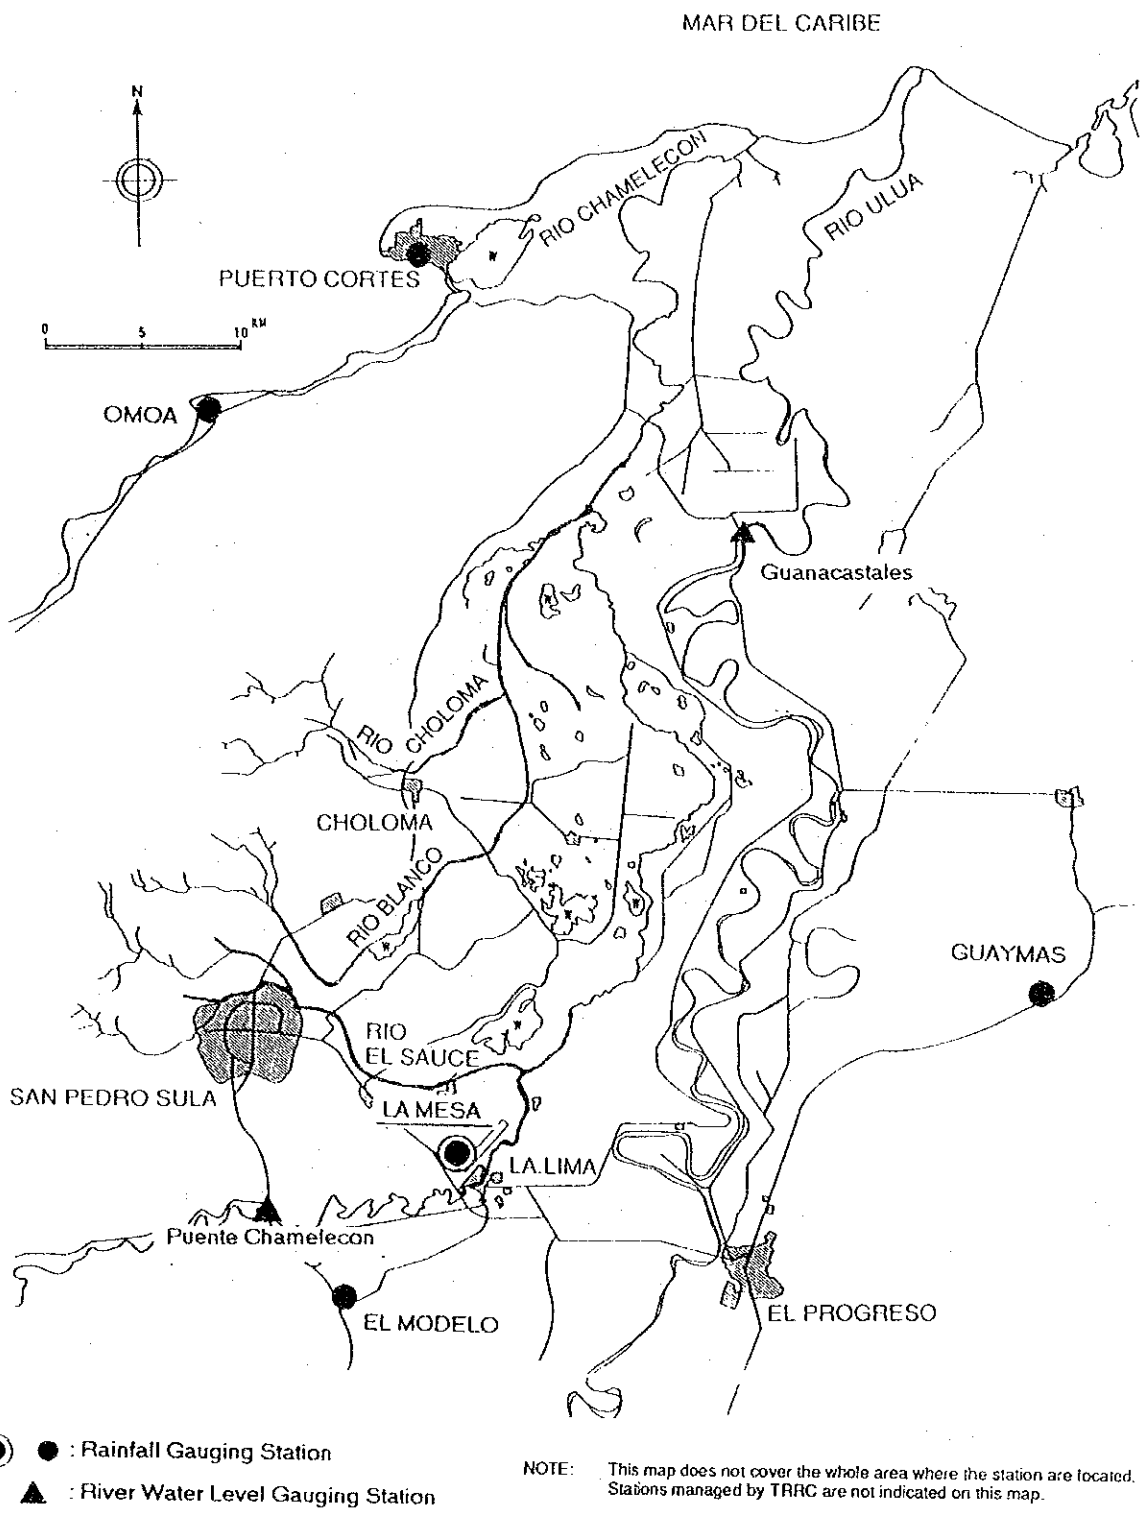 MAR DEL CARIBE
N
RIO CHAMELECON
RIO ULUA
PUERTO CORTES
0 5 10 KM
OMOA
Guanacastales
RIO CHOLOMA
CHOLOMA
RIO BLANCO
GUAYMAS
RIO
EL SAUCE
SAN PEDRO SULA
LA MESA
LA.LIMA
Puente Chamelecon
EL MODELO
EL PROGRESO
: Rainfall Gauging Station
: River Water Level Gauging Station
NOTE: This map does not cover the whole area where the station are located.
Stations managed by TRRC are not indicated on this map.